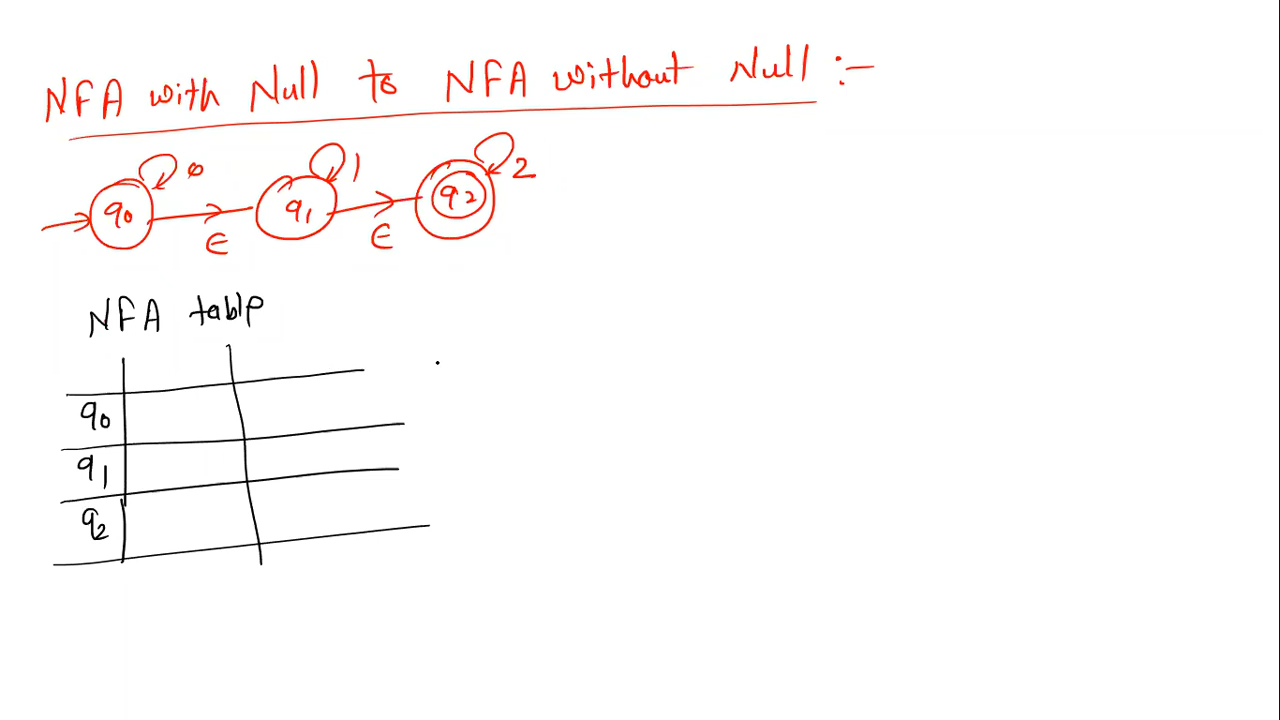 NFA with Null to NFA without Null :-
0 1 2
q0 q1 q2
ϵ ϵ
NFA table
q0
q1
q2